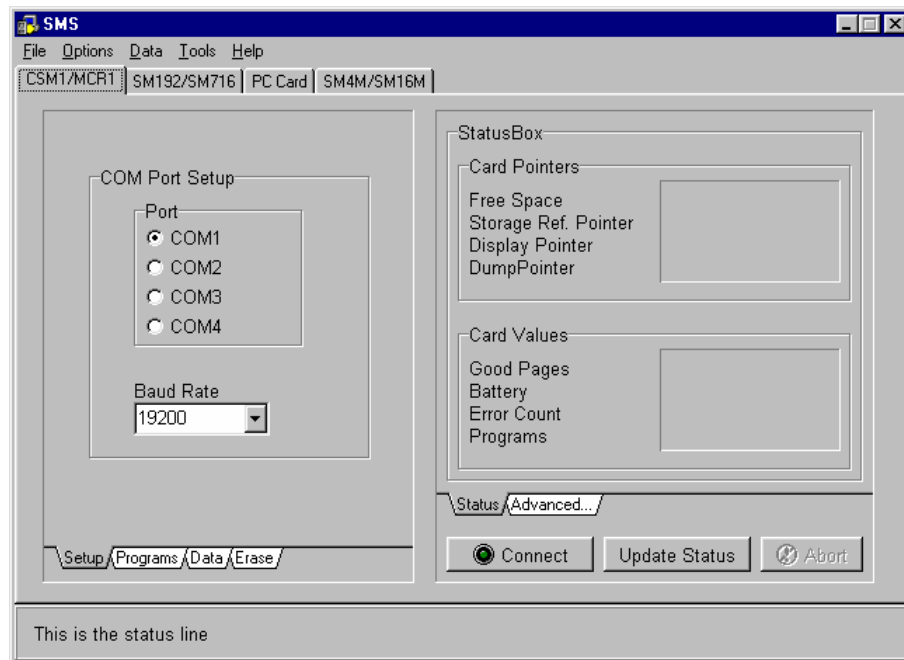 SMS
File Options Data Tools Help
CSM1/MCR1 SM192/SM716 PC Card SM4M/SM16M
COM Port Setup
Port
COM1
COM2
COM3
COM4
Baud Rate
19200
Setup Programs Data Erase
StatusBox
Card Pointers
Free Space
Storage Ref. Pointer
Display Pointer
DumpPointer
Card Values
Good Pages
Battery
Error Count
Programs
Status Advanced...
Connect Update Status Abort
This is the status line